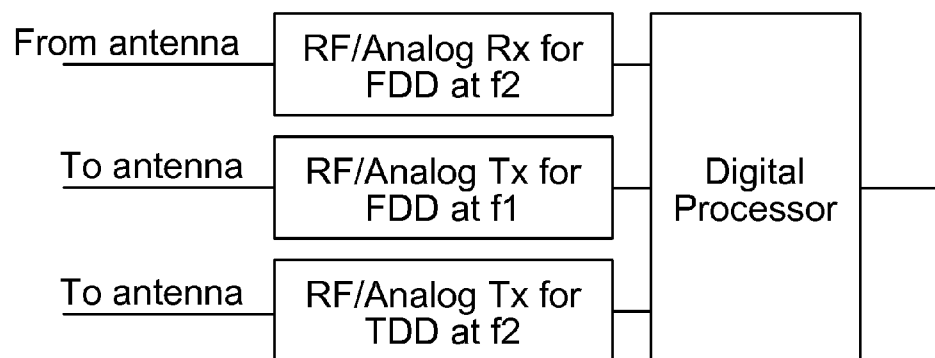 From antenna
RF/Analog Rx for
FDD at f2
To antenna
RF/Analog Tx for
FDD at f1
Digital
Processor
To antenna
RF/Analog Tx for
TDD at f2